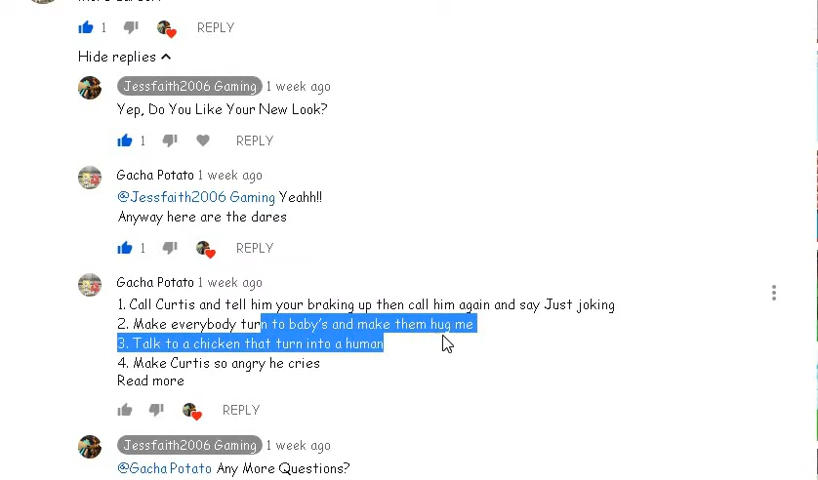 1 REPLY
Hide replies
Jessfaith2006 Gaming 1 week ago
Yep, Do You Like Your New Look?
1 REPLY
Gacha Potato 1 week ago
@Jessfaith2006 Gaming Yeahh!!
Anyway here are the dares
1 REPLY
Gacha Potato 1 week ago
1. Call Curtis and tell him your braking up then call him again and say Just joking
2. Make everybody turn to baby's and make them hug me
3. Talk to a chicken that turn into a human
4. Make Curtis so angry he cries
Read more
REPLY
Jessfaith2006 Gaming 1 week ago
@Gacha Potato Any More Questions?